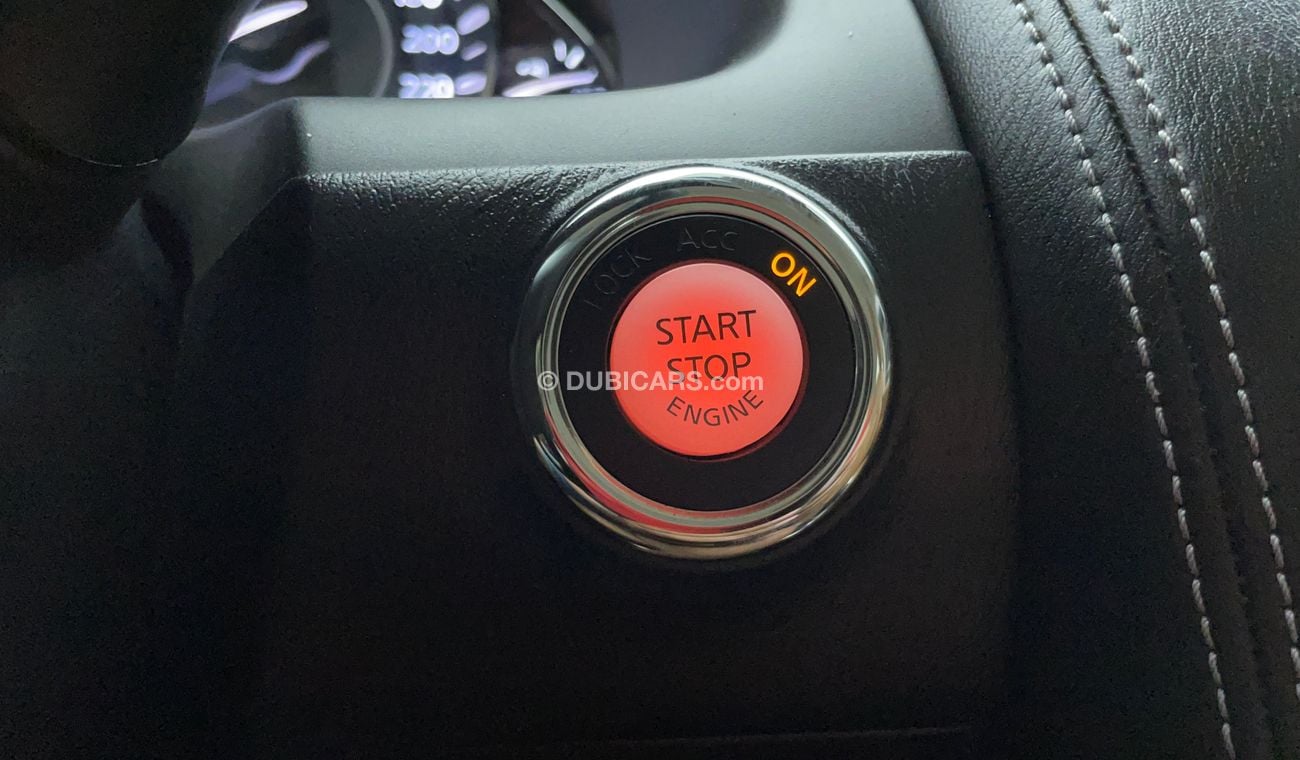 200
220
LOCK ACC ON
START
STOP
ENGINE
© DUBICARS.com